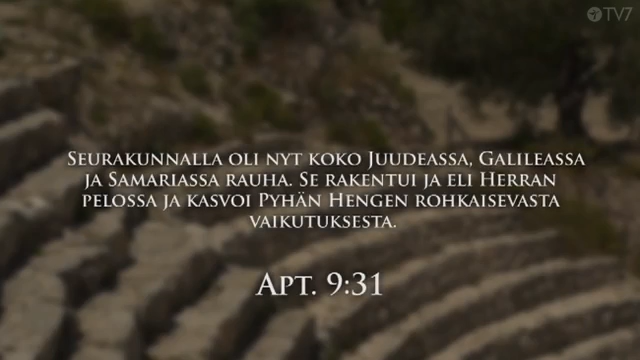 TV7
Seurakunnalla oli nyt koko Juudeassa, Galileassa
ja Samariassa rauha. Se rakentui ja eli Herran
pelossa ja kasvoi Pyhän Hengen rohkaisevasta
vaikutuksesta.
Apt. 9:31